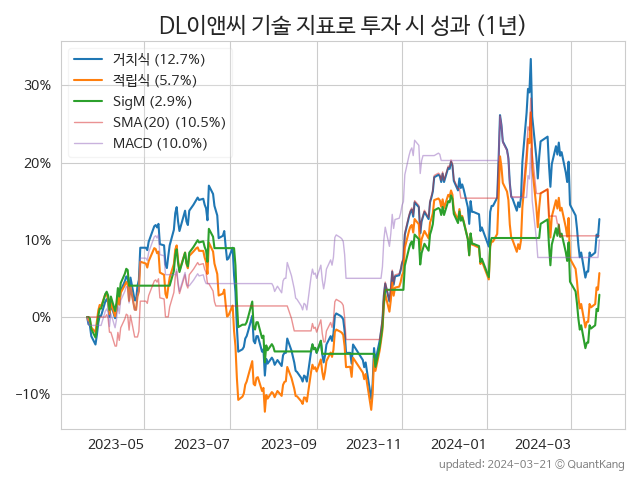 DL이앤씨 기술 지표로 투자 시 성과 (1년)
거치식 (12.7%)
적립식 (5.7%)
SigM (2.9%)
SMA(20) (10.5%)
MACD (10.0%)
30%
20%
10%
0%
−10%
2023-05
2023-07
2023-09
2023-11
2024-01
2024-03
updated: 2024-03-21 © QuantKang